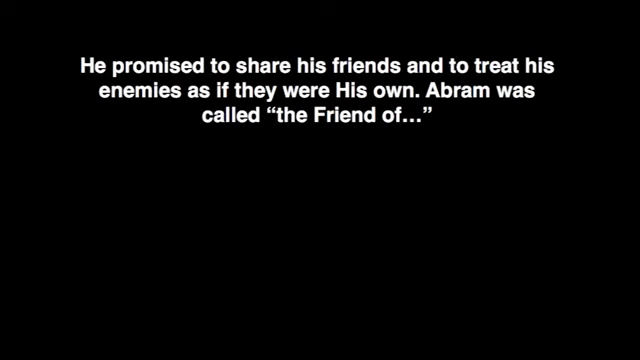 He promised to share his friends and to treat his
enemies as if they were His own. Abram was
called “the Friend of…”